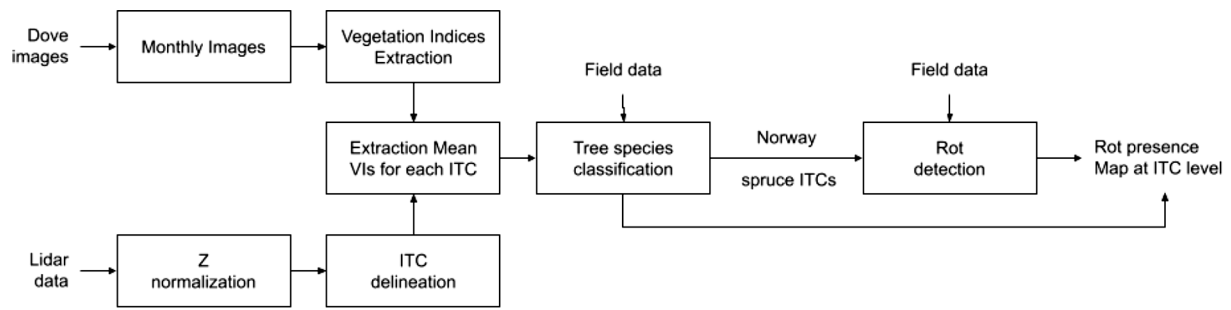 Dove
images
Monthly Images
Vegetation Indices
Extraction
Field data
Field data
Extraction Mean
VIs for each ITC
Tree species
classification
Norway
spruce ITCs
Rot
detection
Rot presence
Map at ITC level
Lidar
data
Z
normalization
ITC
delineation